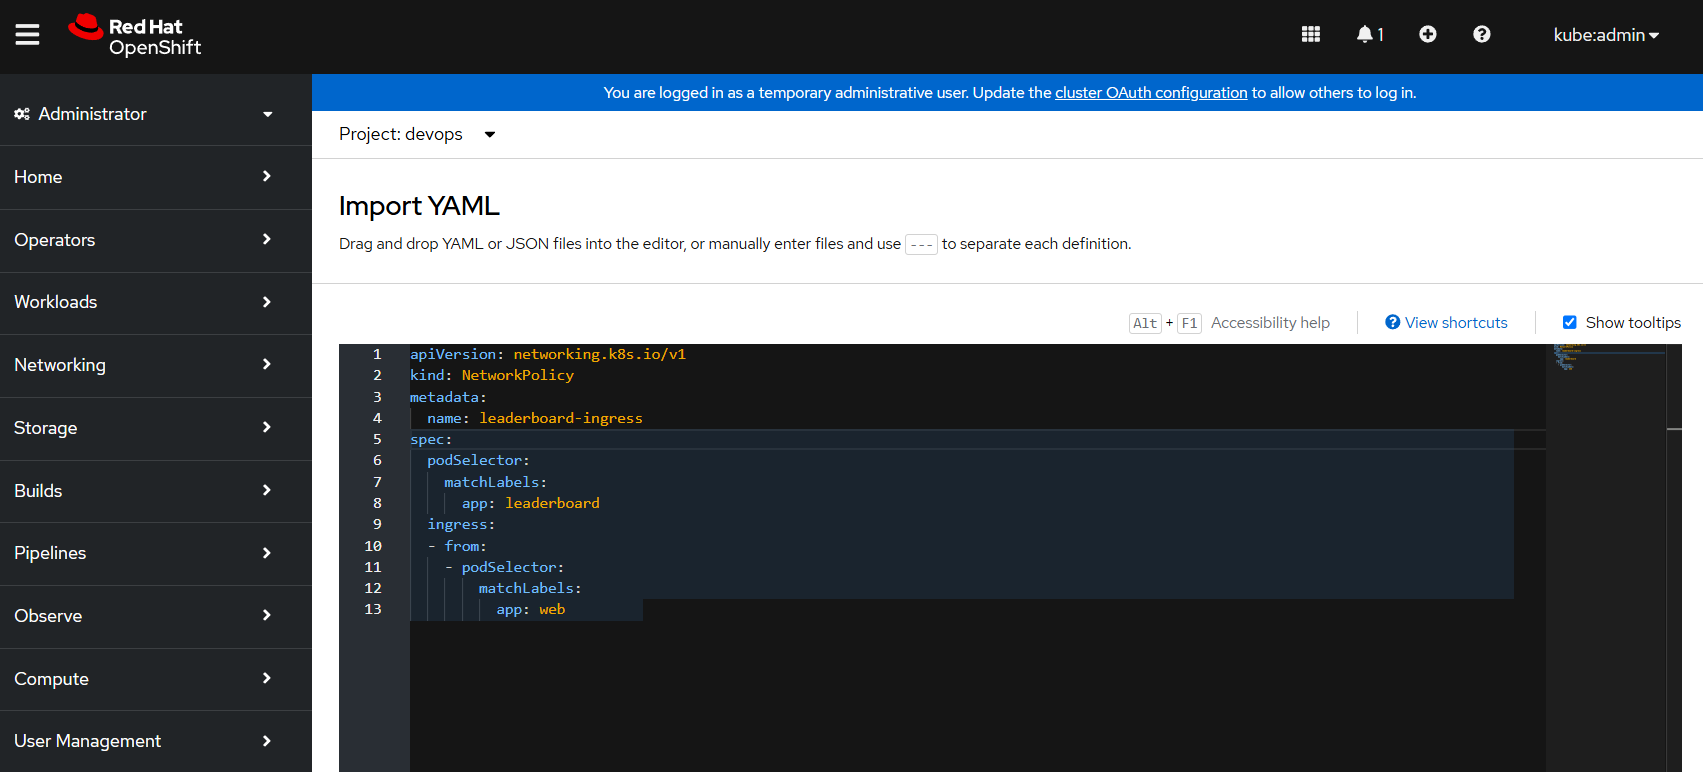 Red Hat
OpenShift
1
kube:admin
Administrator
You are logged in as a temporary administrative user. Update the cluster OAuth configuration to allow others to log in.
Project: devops
Home
Operators
Workloads
Networking
Storage
Builds
Pipelines
Observe
Compute
User Management
Import YAML
Drag and drop YAML or JSON files into the editor, or manually enter files and use --- to separate each definition.
Alt + F1 Accessibility help View shortcuts Show tooltips
1 apiVersion: networking.k8s.io/v1
2 kind: NetworkPolicy
3 metadata:
4 name: leaderboard-ingress
5 spec:
6 podSelector:
7 matchLabels:
8 app: leaderboard
9 ingress:
10 - from:
11 - podSelector:
12 matchLabels:
13 app: web